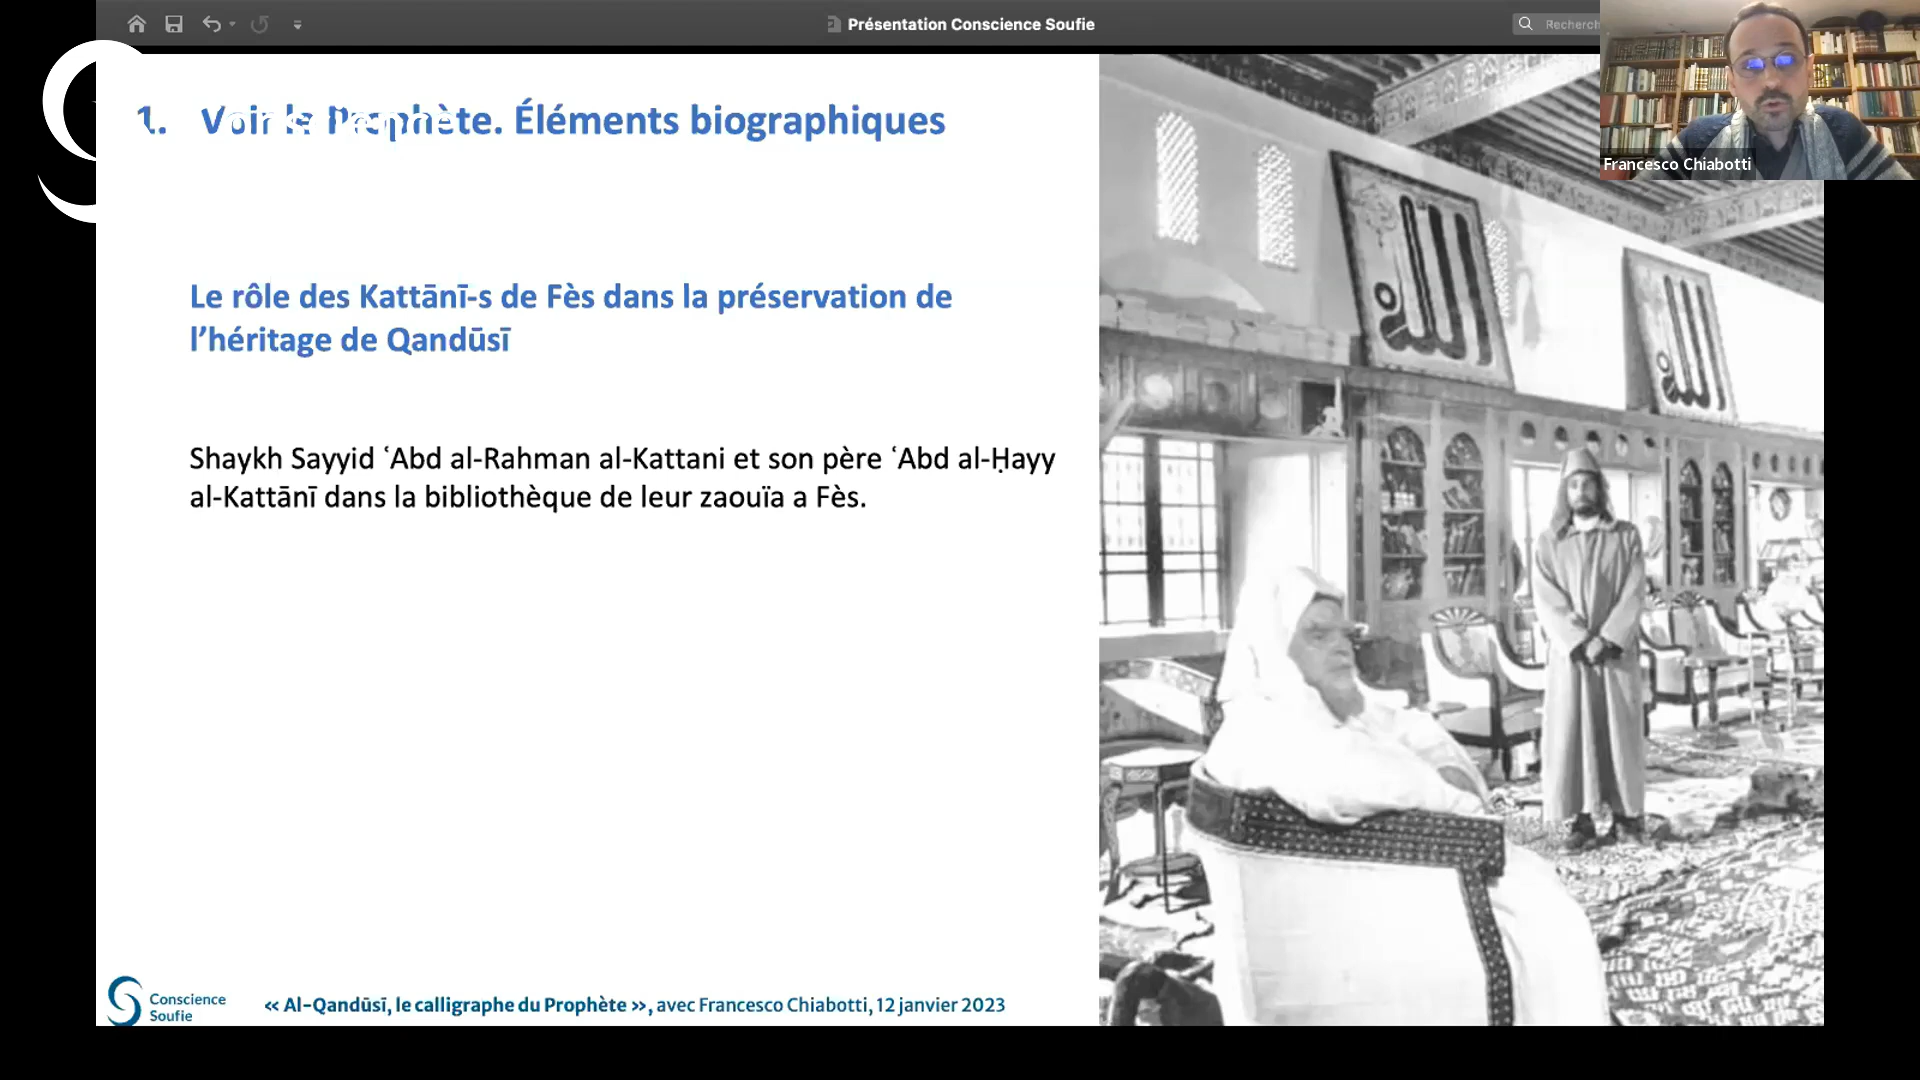 Présentation Conscience Soufie
Recherch
Francesco Chiabotti
1. Voir le Prophète. Éléments biographiques
Le rôle des Kattānī-s de Fès dans la préservation de
l’héritage de Qandūsī
Shaykh Sayyid ʿAbd al-Rahman al-Kattani et son père ʿAbd al-Ḥayy
al-Kattānī dans la bibliothèque de leur zaouïa a Fès.
الله
الله
Conscience
Soufie
« Al-Qandūsī, le calligraphe du Prophète », avec Francesco Chiabotti, 12 janvier 2023